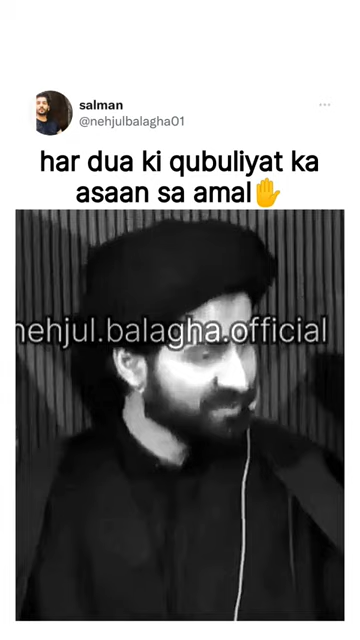 salman
@nehjulbalagha01
har dua ki qubuliyat ka
asaan sa amal✋
nehjul.balagha.official